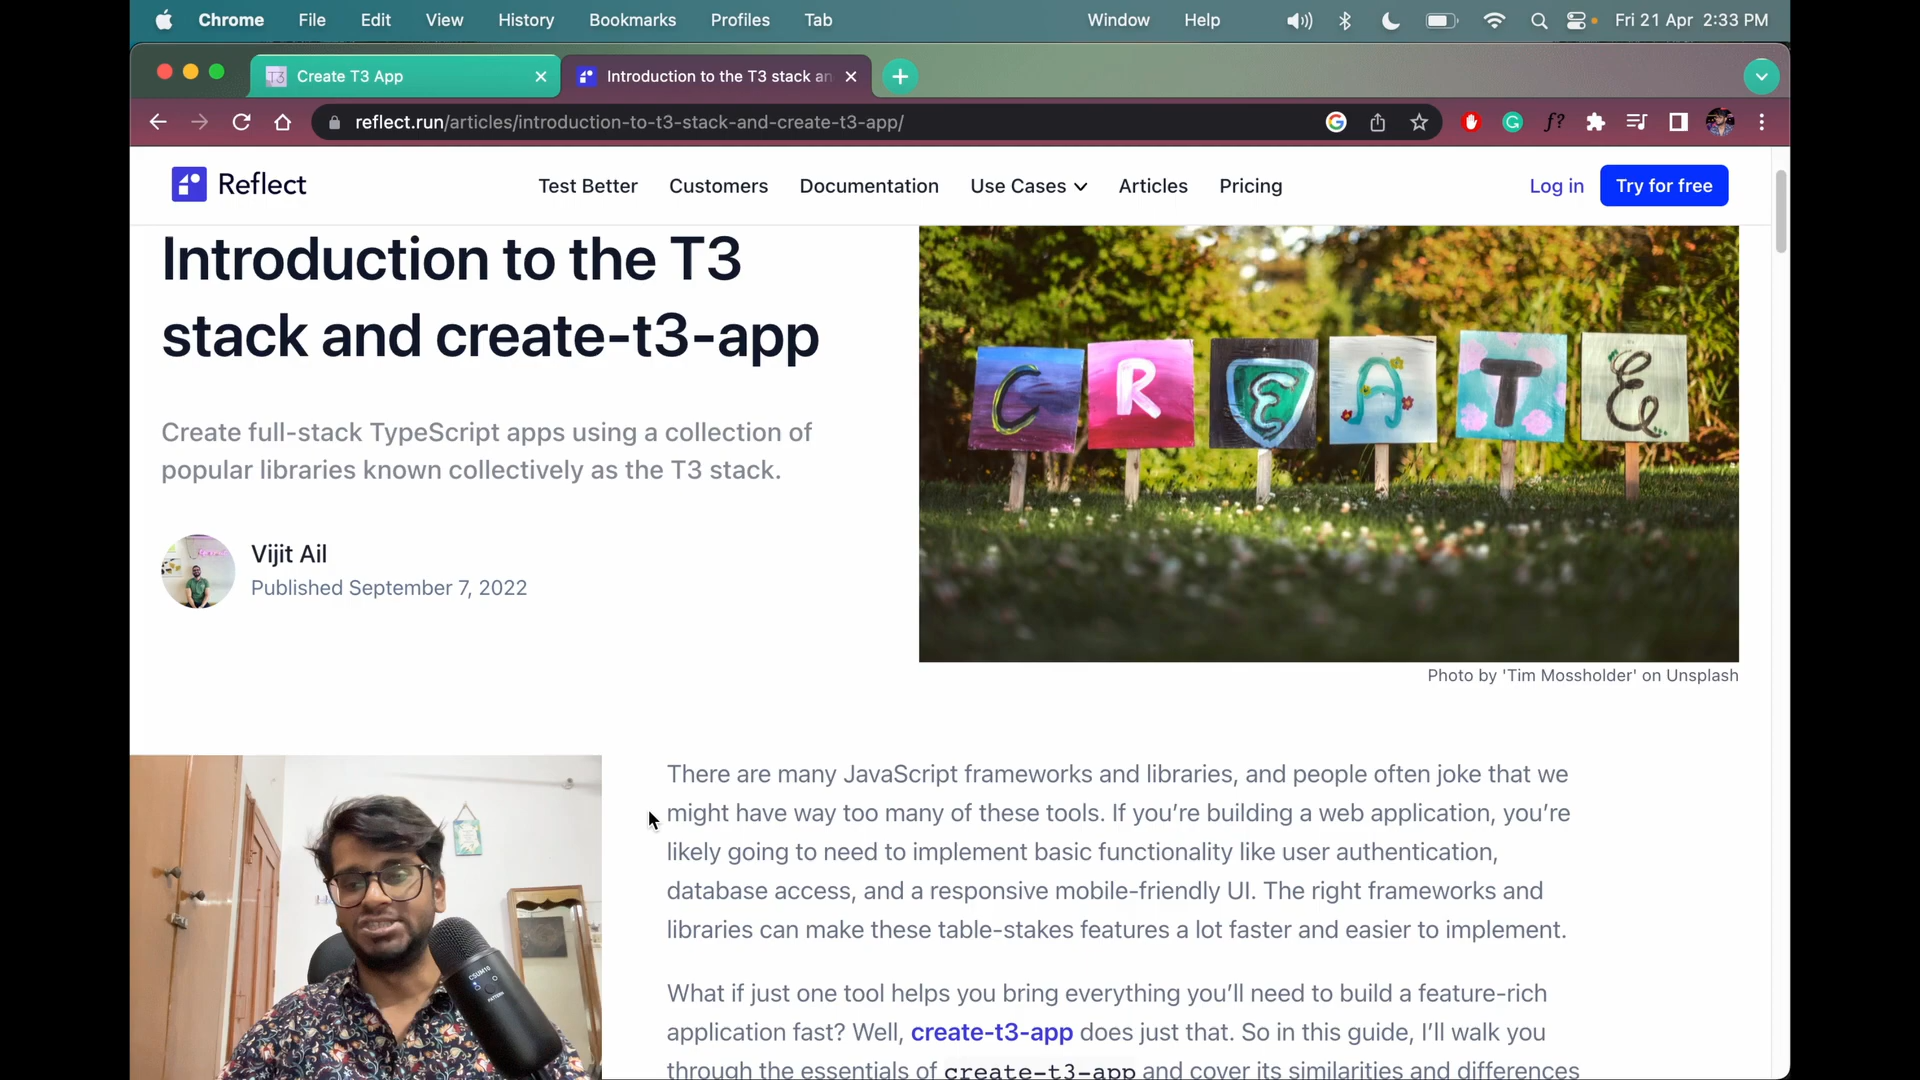 Chrome File Edit View History Bookmarks Profiles Tab Window Help Fri 21 Apr 2:33 PM
Create T3 App
Introduction to the T3 stack an
reflect.run/articles/introduction-to-t3-stack-and-create-t3-app/
f?
Reflect
Test Better Customers Documentation Use Cases Articles Pricing Log in Try for free
Introduction to the T3
stack and create-t3-app
Create full-stack TypeScript apps using a collection of
popular libraries known collectively as the T3 stack.
Vijit Ail
Published September 7, 2022
C R E A T E
Photo by 'Tim Mossholder' on Unsplash
There are many JavaScript frameworks and libraries, and people often joke that we
might have way too many of these tools. If you’re building a web application, you’re
likely going to need to implement basic functionality like user authentication,
database access, and a responsive mobile-friendly UI. The right frameworks and
libraries can make these table-stakes features a lot faster and easier to implement.
What if just one tool helps you bring everything you’ll need to build a feature-rich
application fast? Well, create-t3-app does just that. So in this guide, I’ll walk you
through the essentials of create-t3-app and cover its similarities and differences